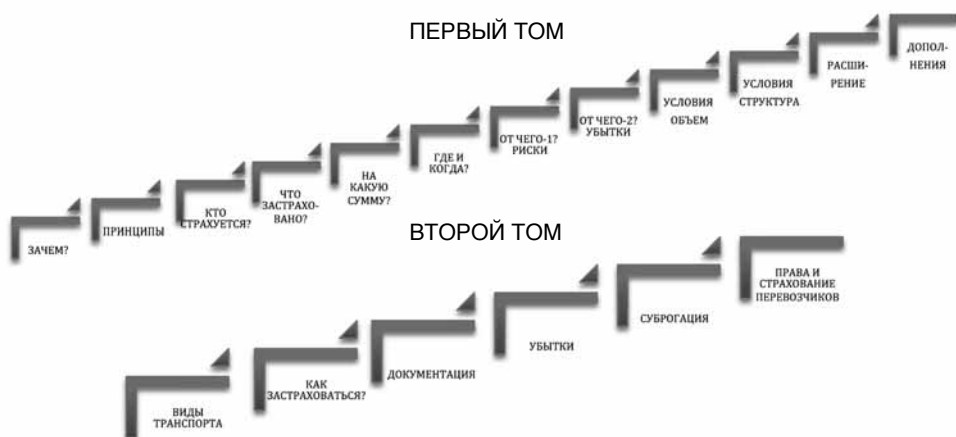 ПЕРВЫЙ ТОМ
ЗАЧЕМ?
ПРИНЦИПЫ
КТО
СТРАХУЕТСЯ?
ЧТО
ЗАСТРАХО-
ВАНО?
НА
КАКУЮ
СУММУ?
ГДЕ И
КОГДА?
ОТ ЧЕГО-1?
РИСКИ
ОТ ЧЕГО-2?
УБЫТКИ
УСЛОВИЯ
ОБЪЕМ
УСЛОВИЯ
СТРУКТУРА
РАСШИ-
РЕНИЕ
ДОПОЛ-
НЕНИЯ
ВТОРОЙ ТОМ
ВИДЫ
ТРАНСПОРТА
КАК
ЗАСТРАХОВАТЬСЯ?
ДОКУМЕНТАЦИЯ
УБЫТКИ
СУБРОГАЦИЯ
ПРАВА И
СТРАХОВАНИЕ
ПЕРЕВОЗЧИКОВ